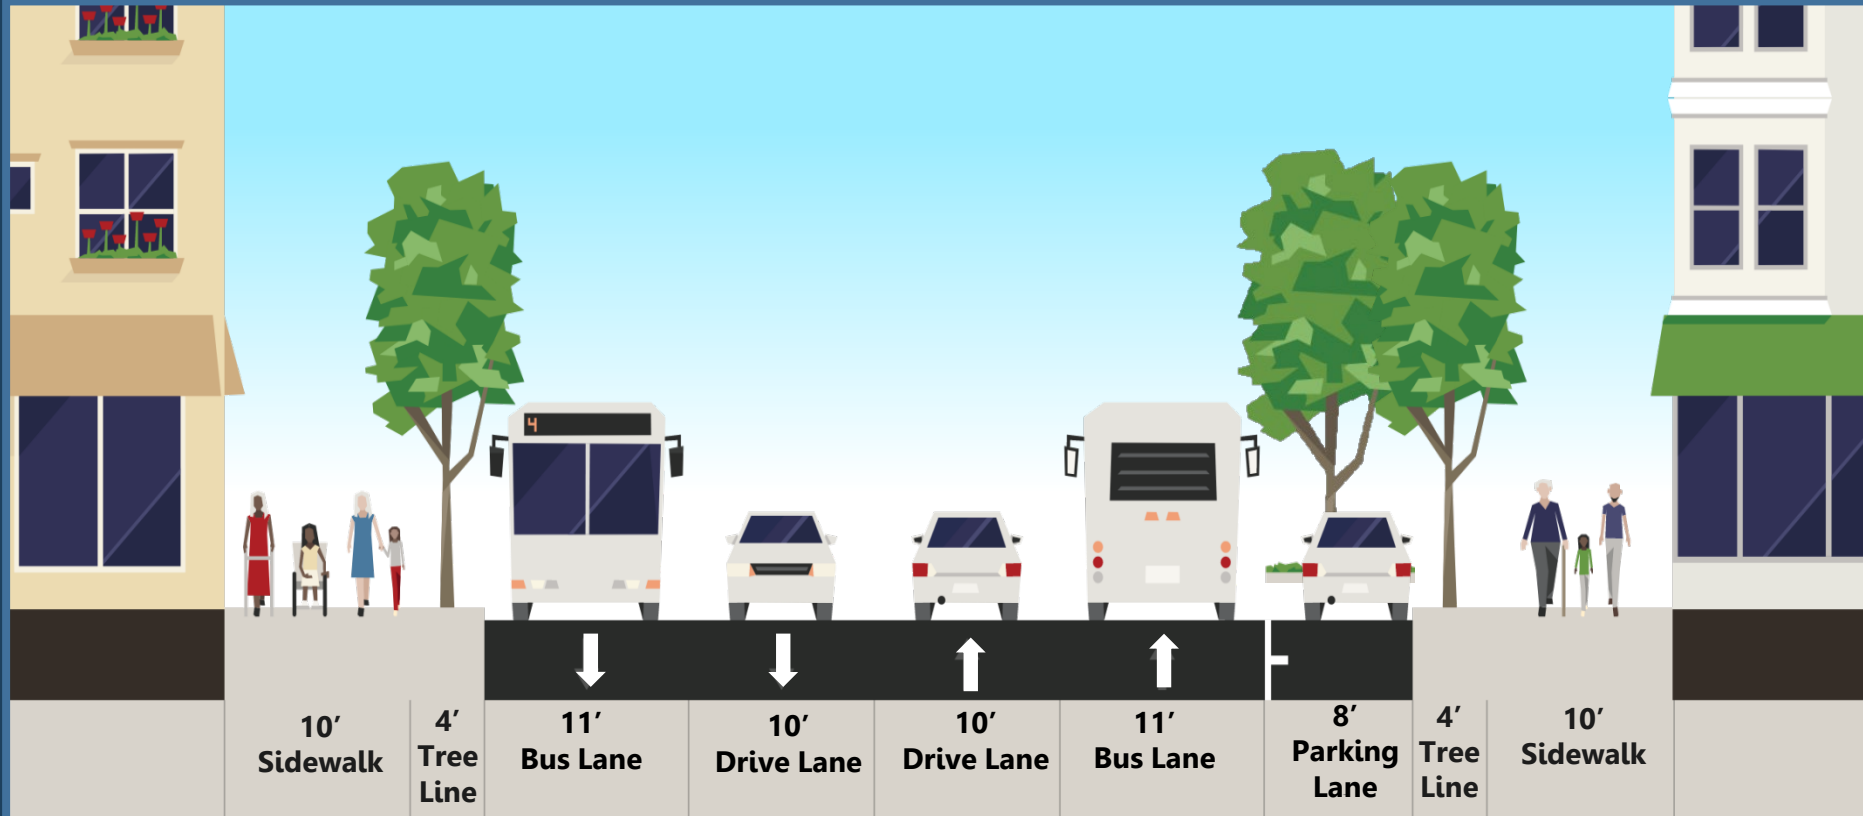 4
10’
Sidewalk
4’
Tree
Line
11’
Bus Lane
10’
Drive Lane
10’
Drive Lane
11’
Bus Lane
8’
Parking
Lane
4’
Tree
Line
10’
Sidewalk